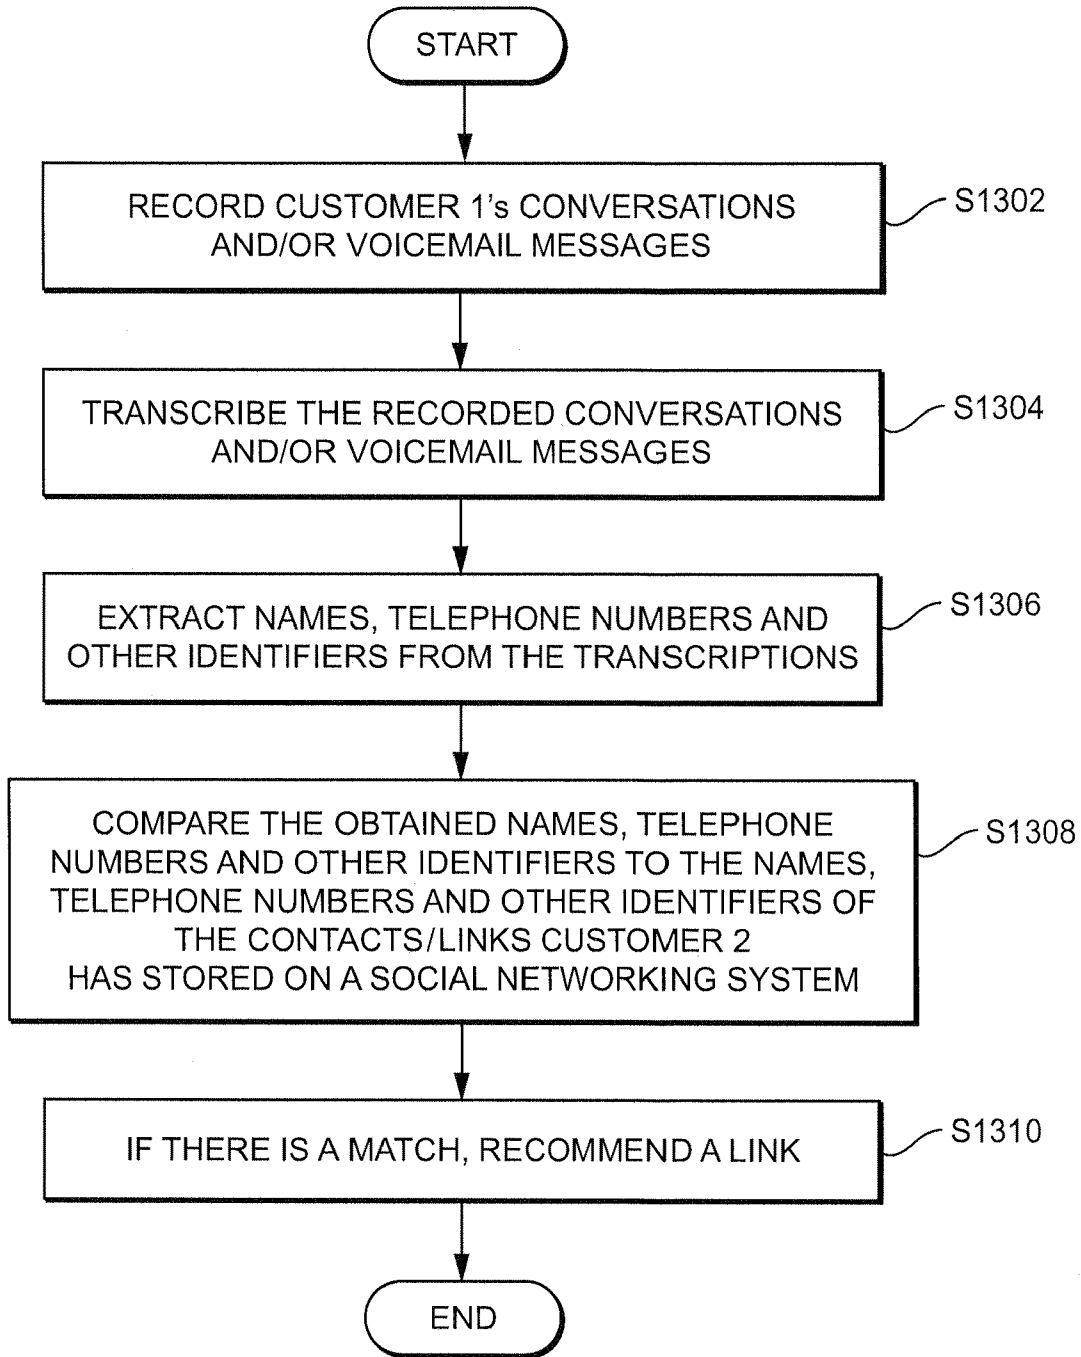 START
RECORD CUSTOMER 1's CONVERSATIONS
AND/OR VOICEMAIL MESSAGES
S1302
TRANSCRIBE THE RECORDED CONVERSATIONS
AND/OR VOICEMAIL MESSAGES
S1304
EXTRACT NAMES, TELEPHONE NUMBERS AND
OTHER IDENTIFIERS FROM THE TRANSCRIPTIONS
S1306
COMPARE THE OBTAINED NAMES, TELEPHONE
NUMBERS AND OTHER IDENTIFIERS TO THE NAMES,
TELEPHONE NUMBERS AND OTHER IDENTIFIERS OF
THE CONTACTS/LINKS CUSTOMER 2
HAS STORED ON A SOCIAL NETWORKING SYSTEM
S1308
IF THERE IS A MATCH, RECOMMEND A LINK
S1310
END